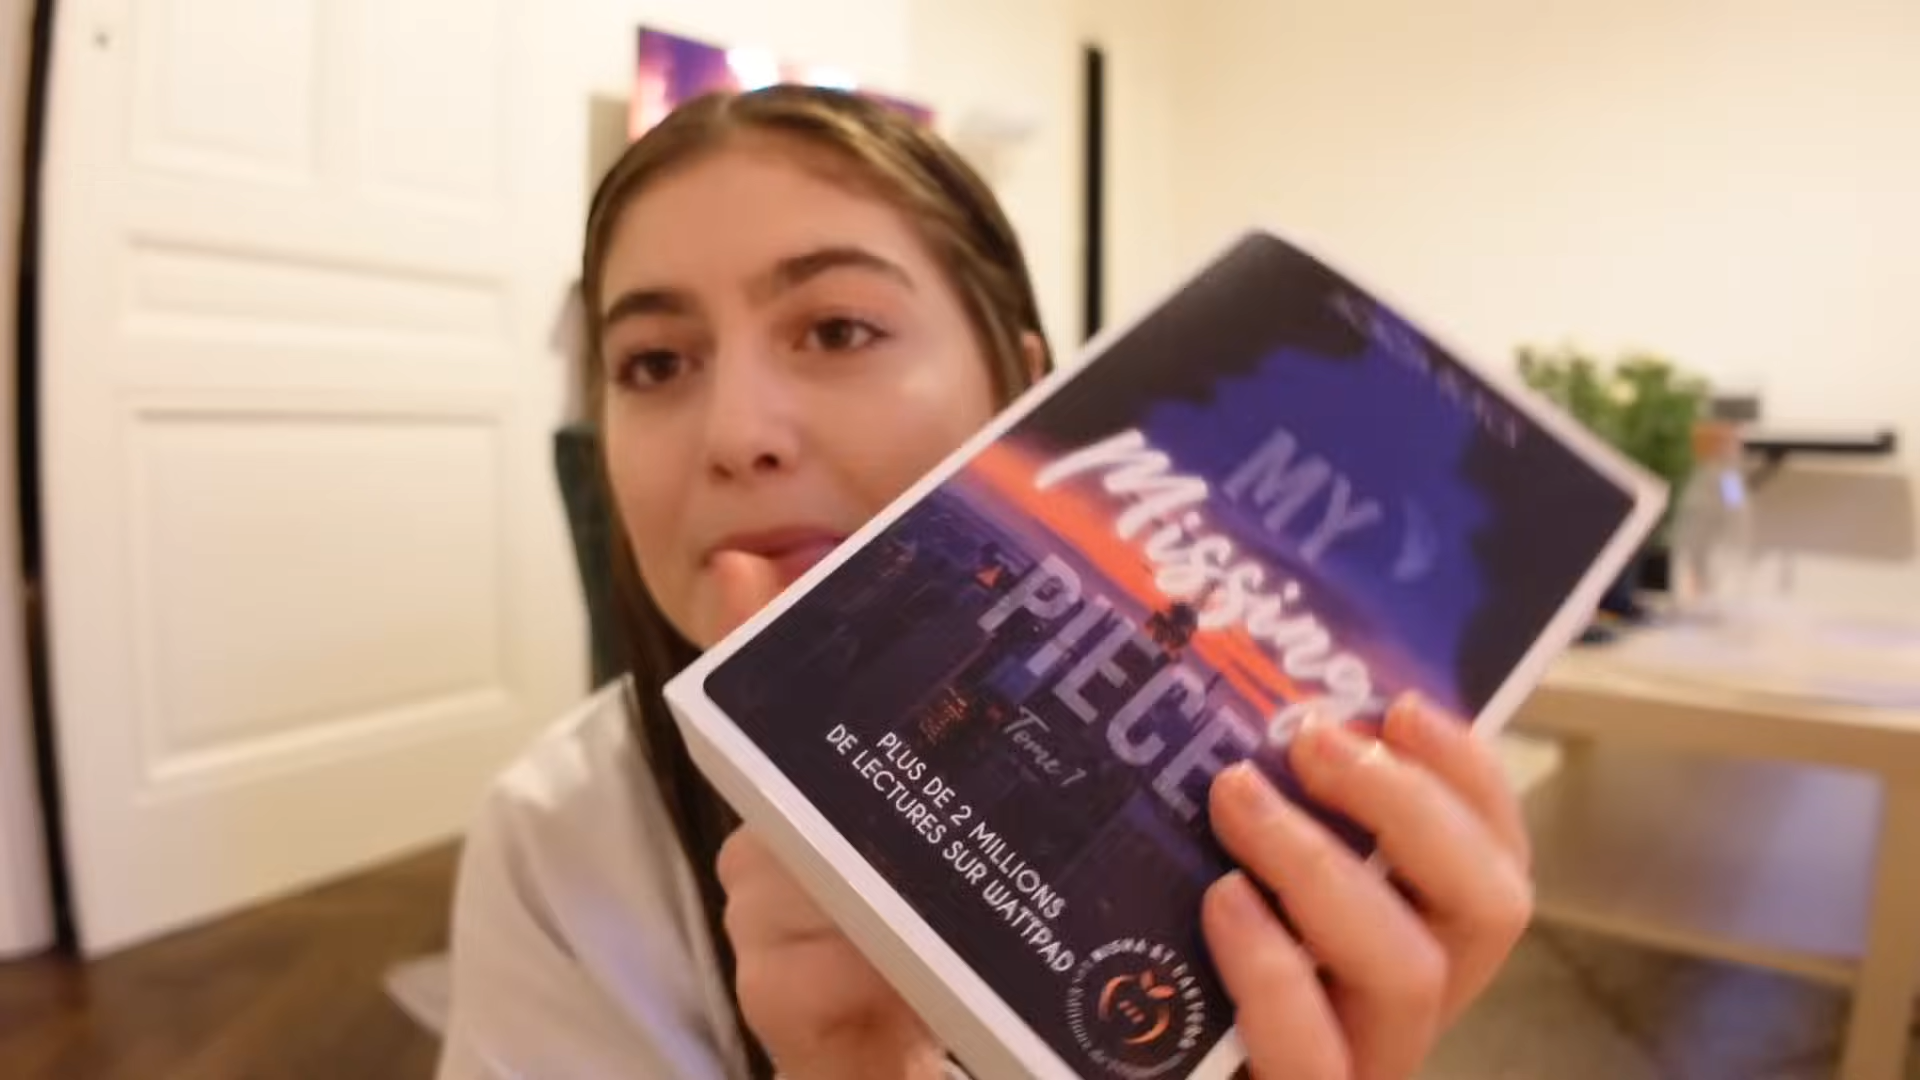 MY
Missing
PIECE
Tome 1
PLUS DE 2 MILLIONS
DE LECTURES SUR WATTPAD